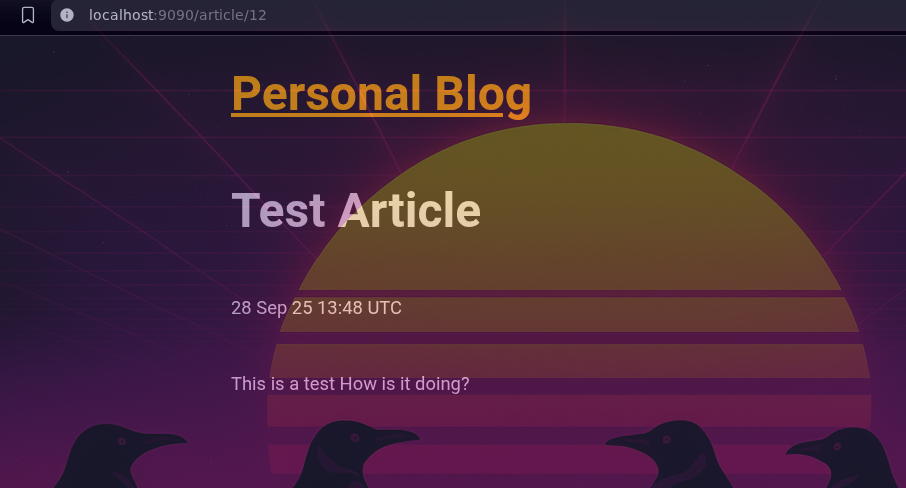 localhost:9090/article/12
Personal Blog
Test Article
28 Sep 25 13:48 UTC
This is a test How is it doing?